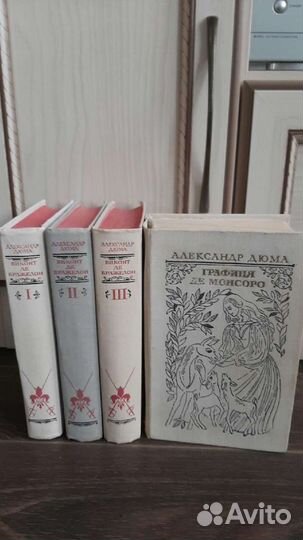 АЛЕКСАНДР
ДЮМА
ВИКОНТ
ДЕ
БРАЖЕЛОН
I
АЛЕКСАНДР
ДЮМА
ВИКОНТ
ДЕ
БРАЖЕЛОН
II
АЛЕКСАНДР
ДЮМА
ВИКОНТ
ДЕ
БРАЖЕЛОН
III
АЛЕКСАНДР ДЮМА
ГРАФИНЯ
ДЕ МОНСОРО
Avito